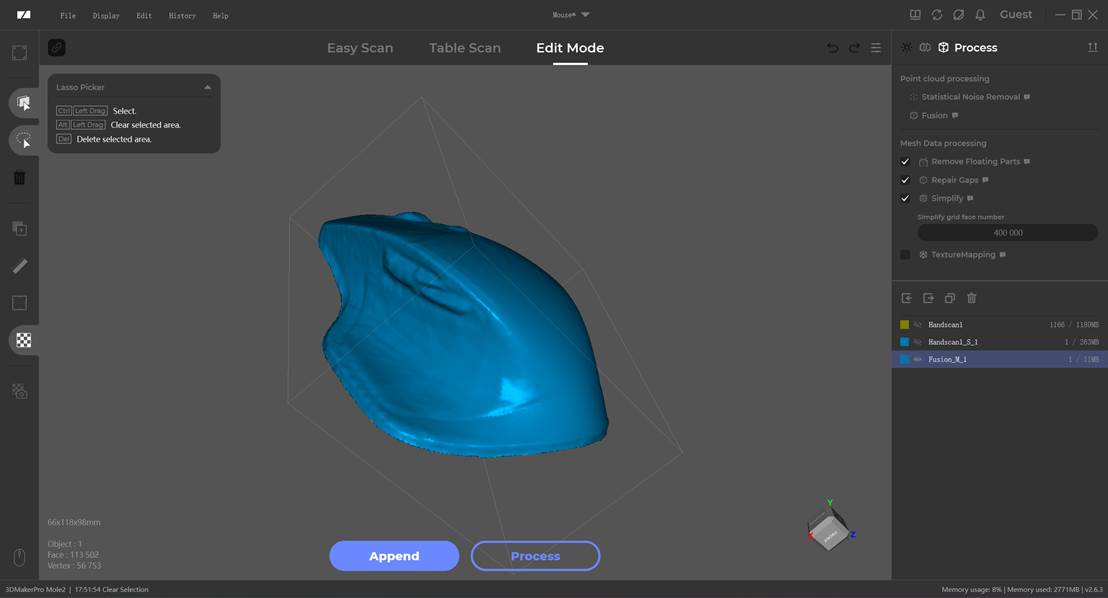 File Display Edit History Help
Mouse*
Guest
Easy Scan Table Scan Edit Mode
Process
Lasso Picker
Ctrl Left Drag Select.
Alt Left Drag Clear selected area.
Del Delete selected area.
Point cloud processing
Statistical Noise Removal
Fusion
Mesh Data processing
Remove Floating Parts
Repair Gaps
Simplify
Simplify grid face number
400 000
TextureMapping
Handscan1 1166 / 1189MB
Handscan1_S_1 1 / 263MB
Fusion_M_1 1 / 11MB
66x118x98mm
Object : 1
Face : 113 502
Vertex : 56 753
Append Process
Y
Z
3DMakerPro Mole2 | 17:51:54 Clear Selection
Memory usage: 8% | Memory used: 2771MB | v2.6.3